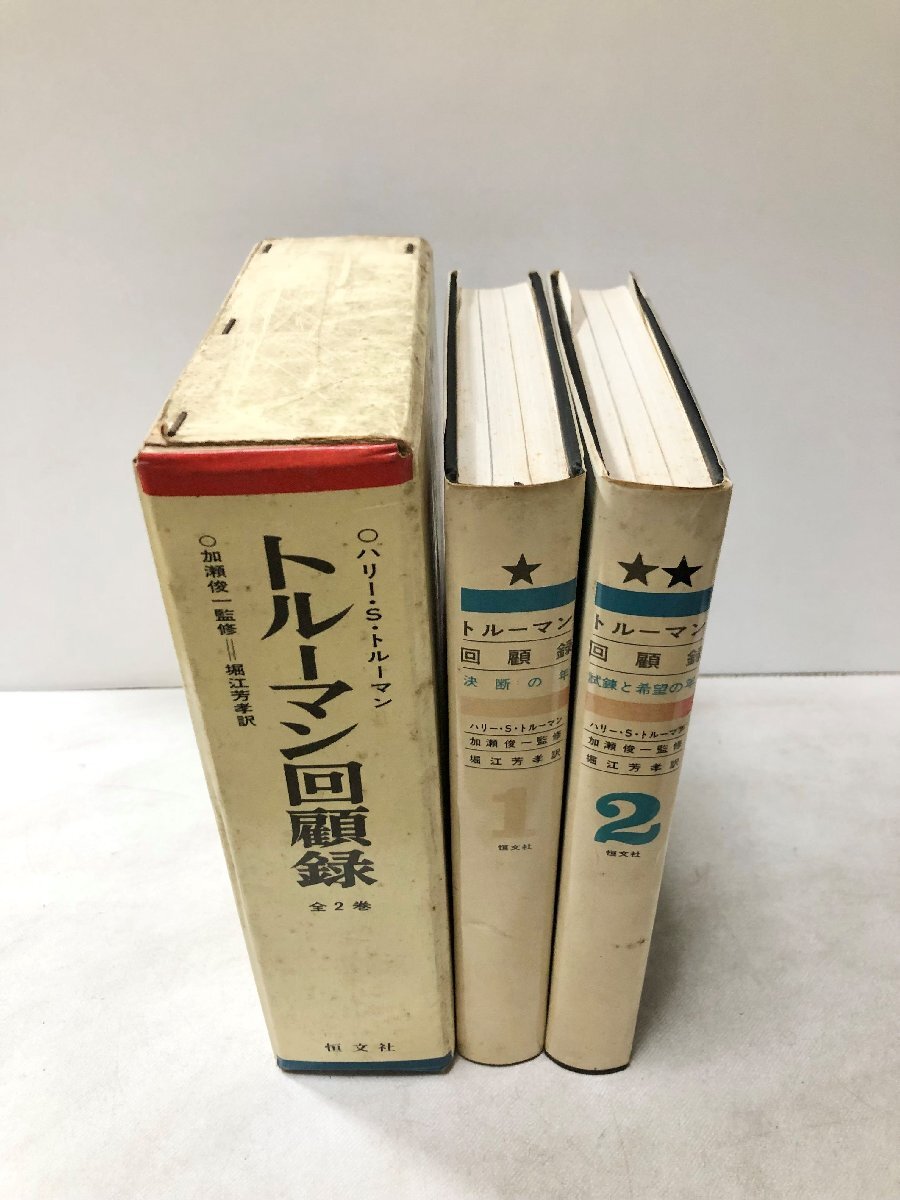 ○ハリー・S・トルーマン
トルーマン回顧録
全2巻
○加瀬俊一監修＝堀江芳孝訳
恒文社
トルーマン
回顧録
決断の年
ハリー・S・トルーマン
加瀬俊一監修
堀江芳孝訳
1
恒文社
トルーマン
回顧録
試錬と希望の年
ハリー・S・トルーマン
加瀬俊一監修
堀江芳孝訳
2
恒文社